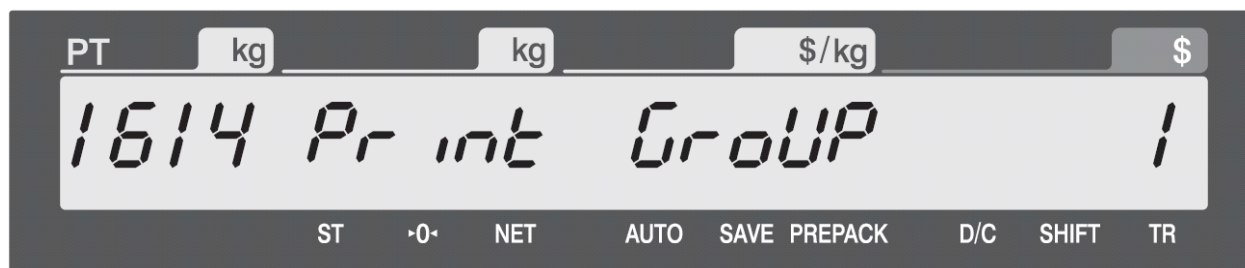 PT kg kg $/kg $
1614 Print GroUP 1
ST ▸0◂ NET AUTO SAVE PREPACK D/C SHIFT TR